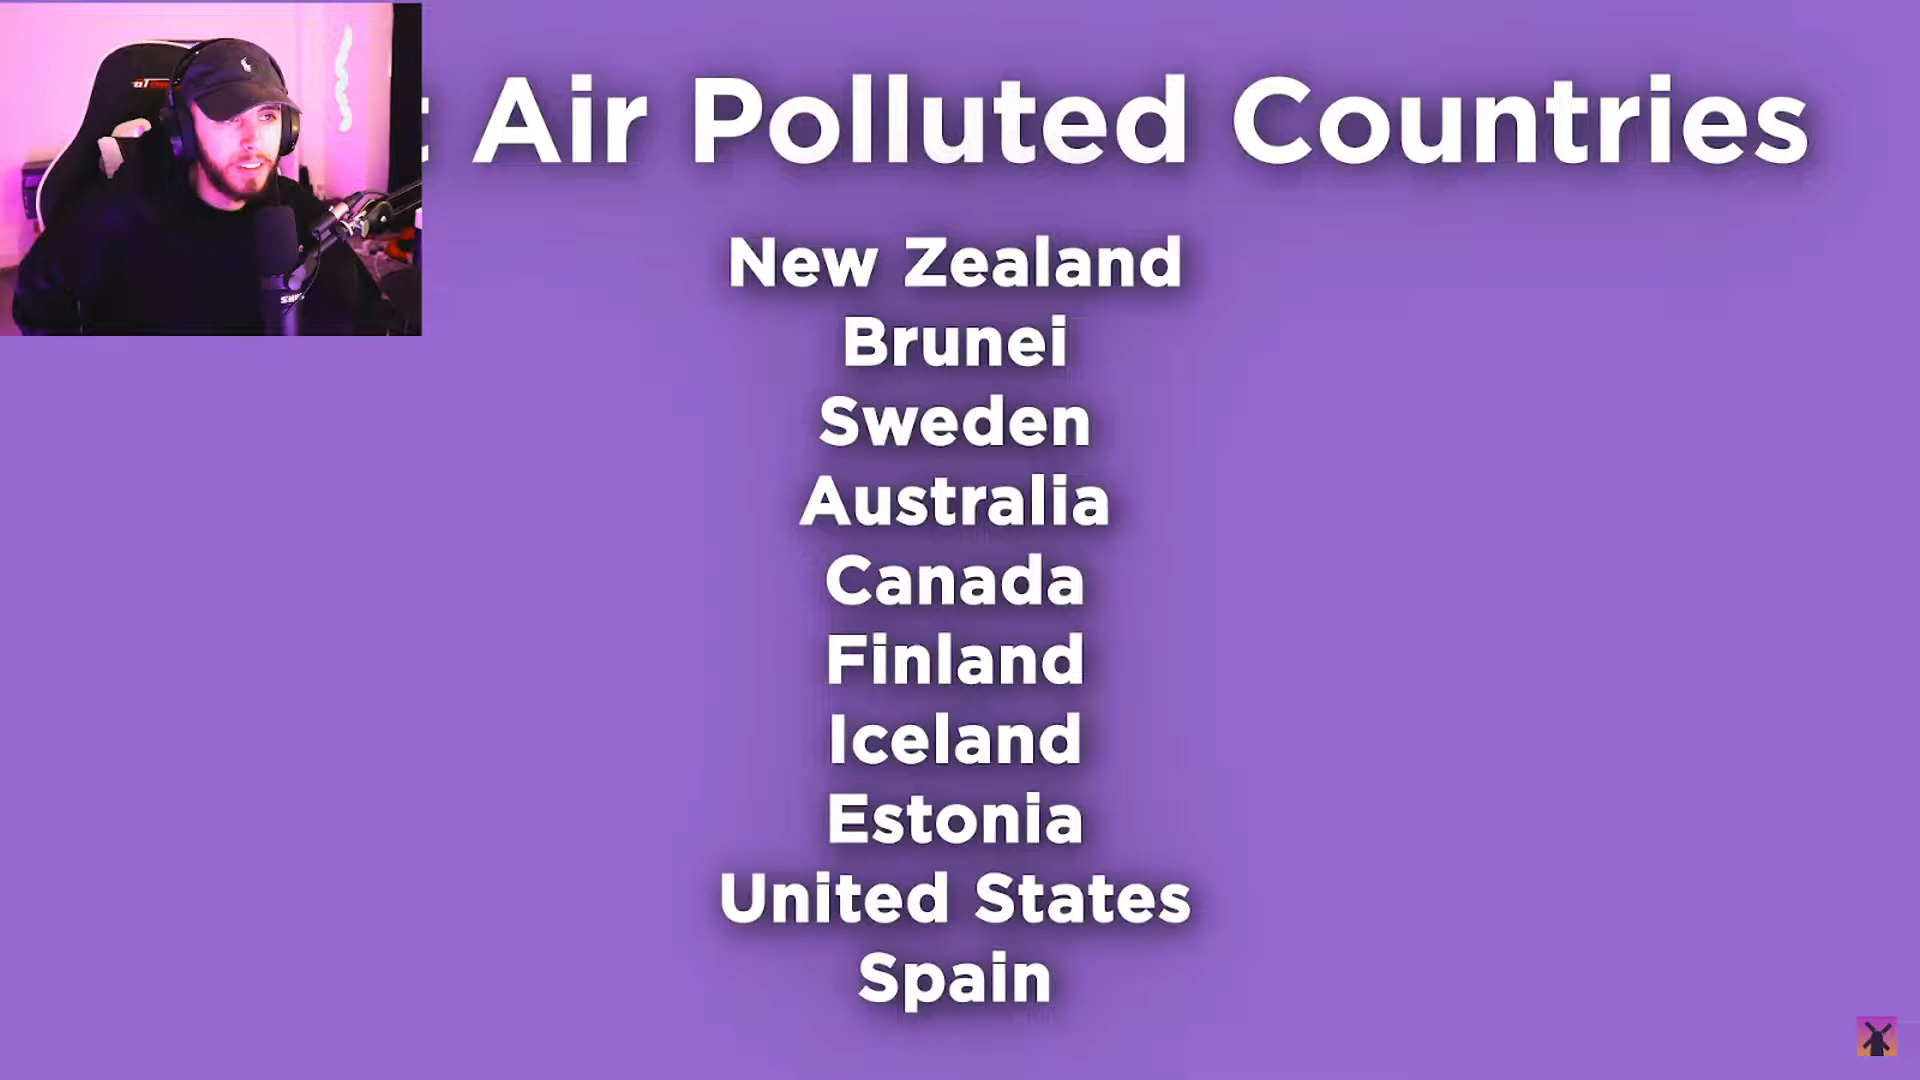 Air Polluted Countries
New Zealand
Brunei
Sweden
Australia
Canada
Finland
Iceland
Estonia
United States
Spain